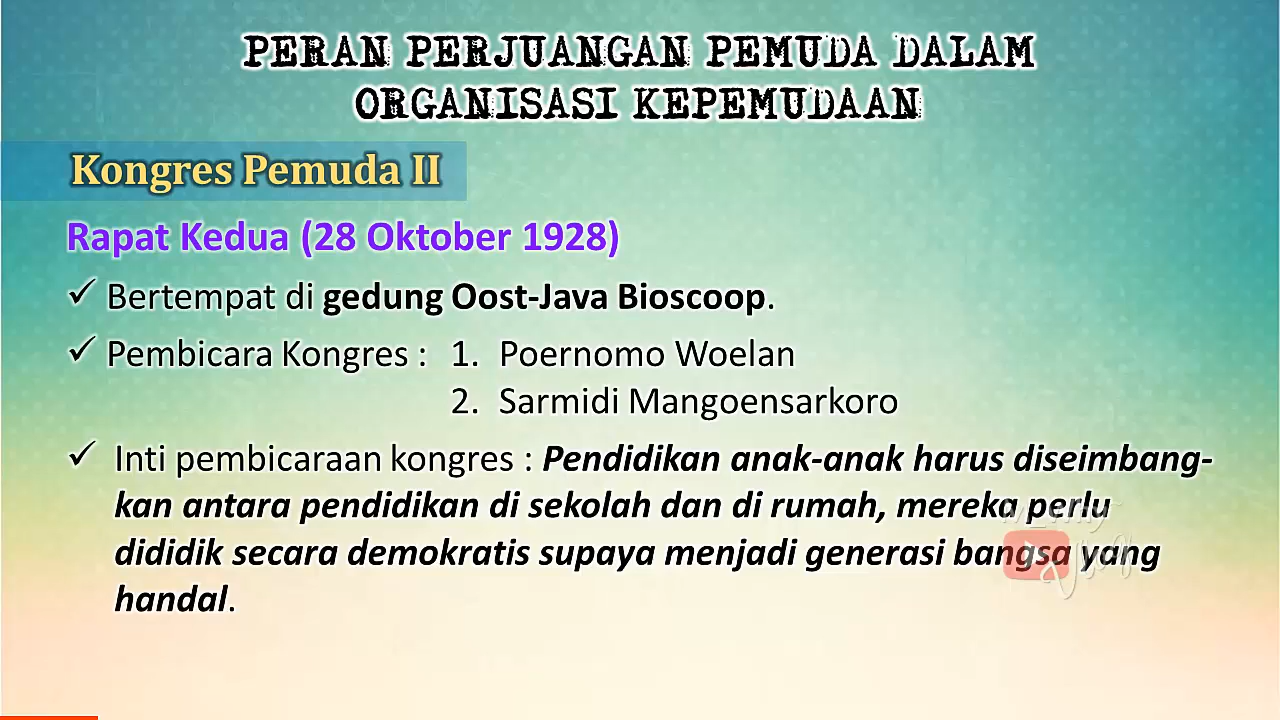 PERAN PERJUANGAN PEMUDA DALAM
ORGANISASI KEPEMUDAAN
Kongres Pemuda II
Rapat Kedua (28 Oktober 1928)
✓ Bertempat di gedung Oost-Java Bioscoop.
✓ Pembicara Kongres : 1. Poernomo Woelan
2. Sarmidi Mangoensarkoro
✓ Inti pembicaraan kongres : Pendidikan anak-anak harus diseimbang-
kan antara pendidikan di sekolah dan di rumah, mereka perlu
dididik secara demokratis supaya menjadi generasi bangsa yang
handal.